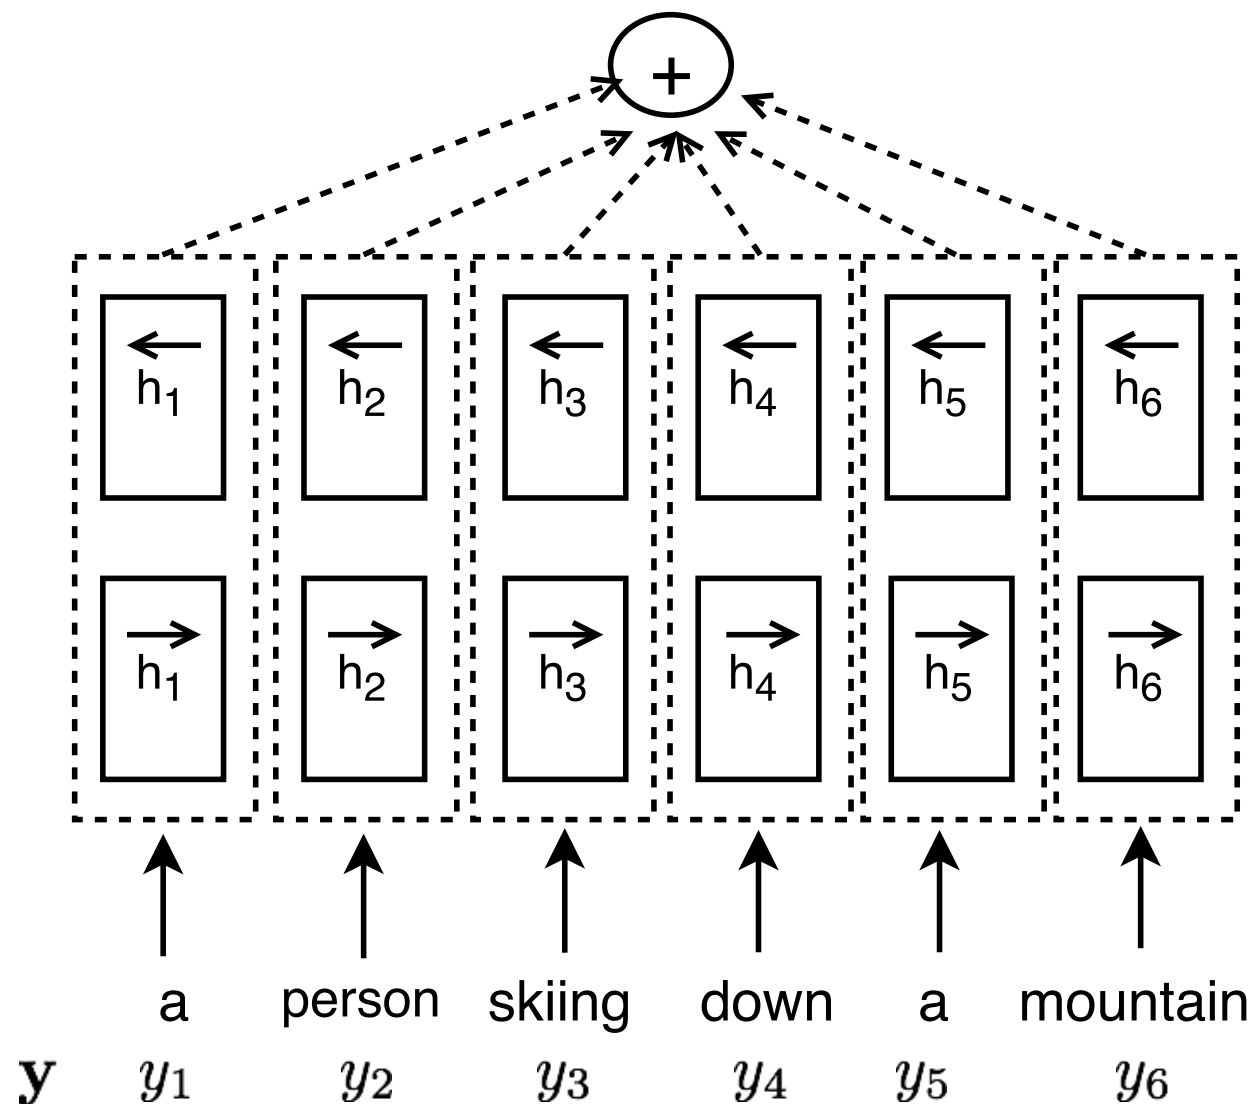 +
h₁ h₂ h₃ h₄ h₅ h₆
h₁ h₂ h₃ h₄ h₅ h₆
a person skiing down a mountain
y y₁ y₂ y₃ y₄ y₅ y₆